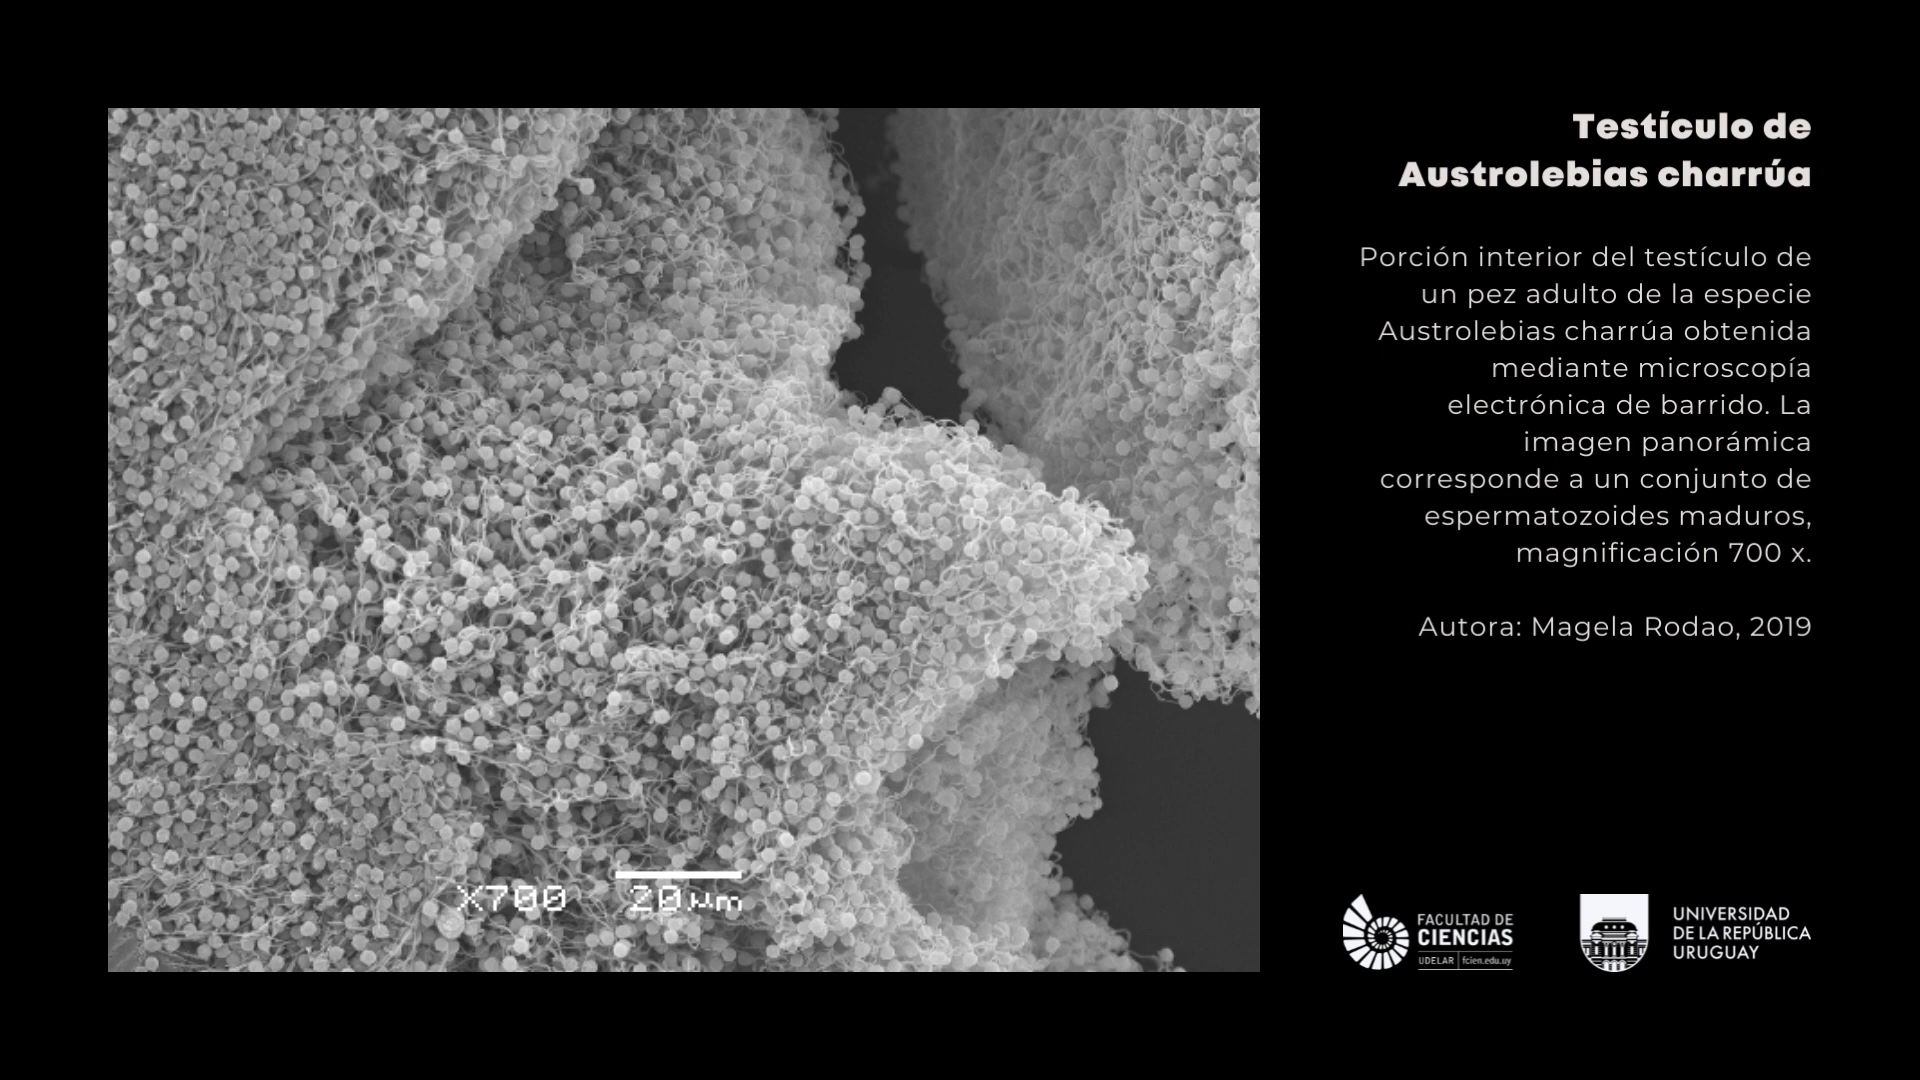 Testículo de
Austrolebias charrúa
Porción interior del testículo de
un pez adulto de la especie
Austrolebias charrúa obtenida
mediante microscopía
electrónica de barrido. La
imagen panorámica
corresponde a un conjunto de
espermatozoides maduros,
magnificación 700 x.
Autora: Magela Rodao, 2019
X700 20µm
FACULTAD DE
CIENCIAS
UDELAR fcien.edu.uy
UNIVERSIDAD
DE LA REPÚBLICA
URUGUAY